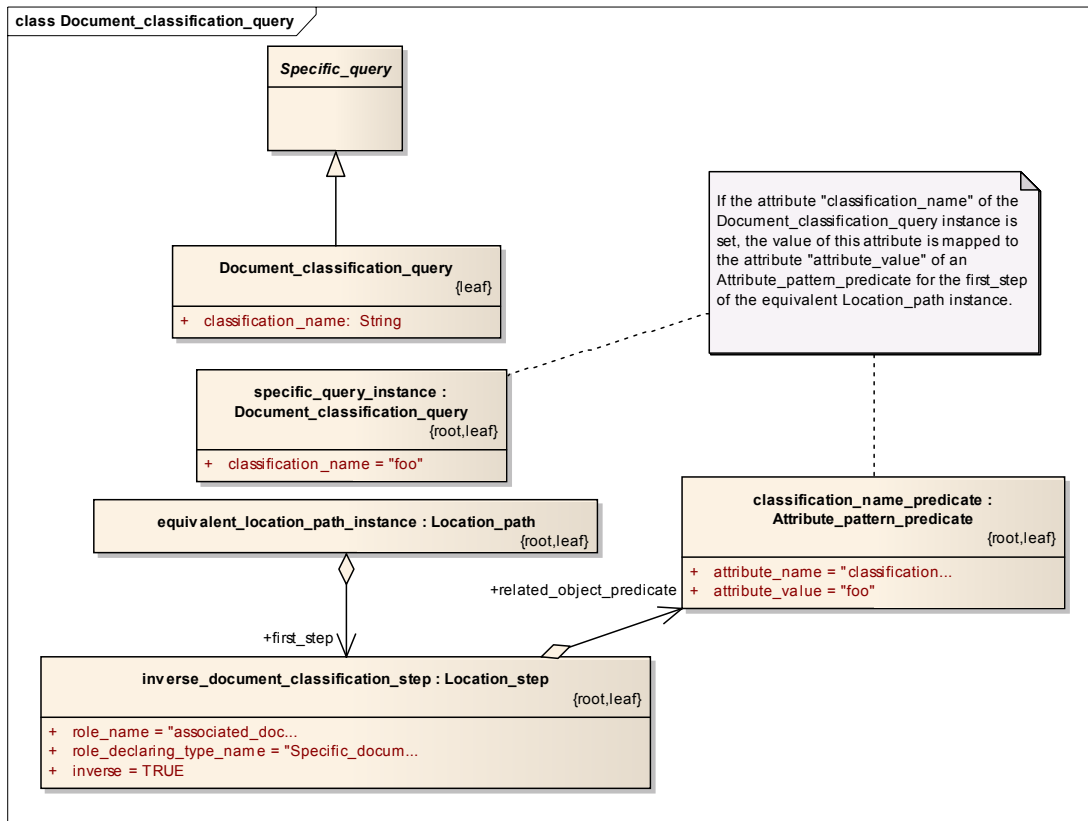 class Document_classification_query
Specific_query
If the attribute "classification_name" of the
Document_classification_query instance is
set, the value of this attribute is mapped to
the attribute "attribute_value" of an
Attribute_pattern_predicate for the first_step
of the equivalent Location_path instance.
Document_classification_query
{leaf}
+ classification_name: String
specific_query_instance :
Document_classification_query
{root,leaf}
+ classification_name = "foo"
equivalent_location_path_instance : Location_path
{root,leaf}
classification_name_predicate :
Attribute_pattern_predicate
{root,leaf}
+ attribute_name = "classification...
+ attribute_value = "foo"
+related_object_predicate
+first_step
inverse_document_classification_step : Location_step
{root,leaf}
+ role_name = "associated_doc...
+ role_declaring_type_name = "Specific_docum...
+ inverse = TRUE